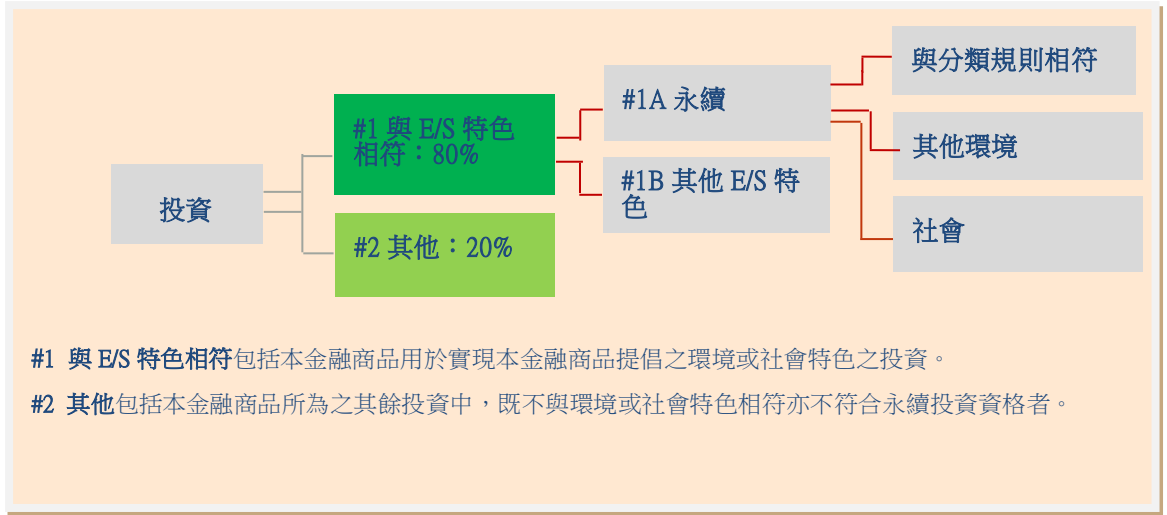 投資
#1 與 E/S 特色
相符：80%
#2 其他：20%
#1A 永續
#1B 其他 E/S 特
色
與分類規則相符
其他環境
社會
#1 與 E/S 特色相符包括本金融商品用於實現本金融商品提倡之環境或社會特色之投資。
#2 其他包括本金融商品所為之其餘投資中，既不與環境或社會特色相符亦不符合永續投資資格者。